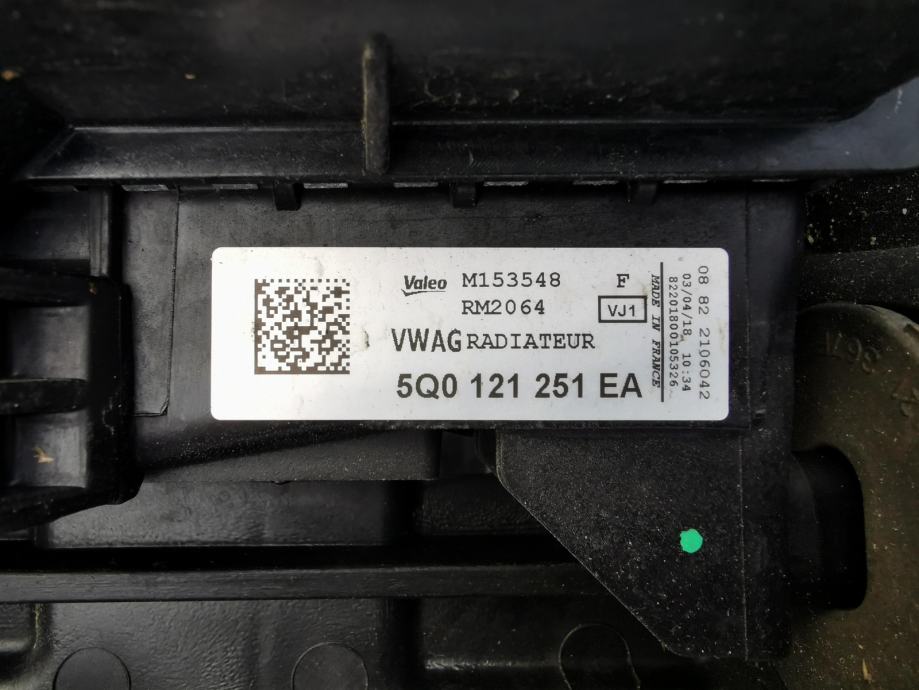 Valeo M153548 F
RM2064 VJ1
VWAG RADIATEUR
5Q0 121 251 EA
MADE IN FRANCE
82201800105326
03/04/18 10:34
08 82 2106042